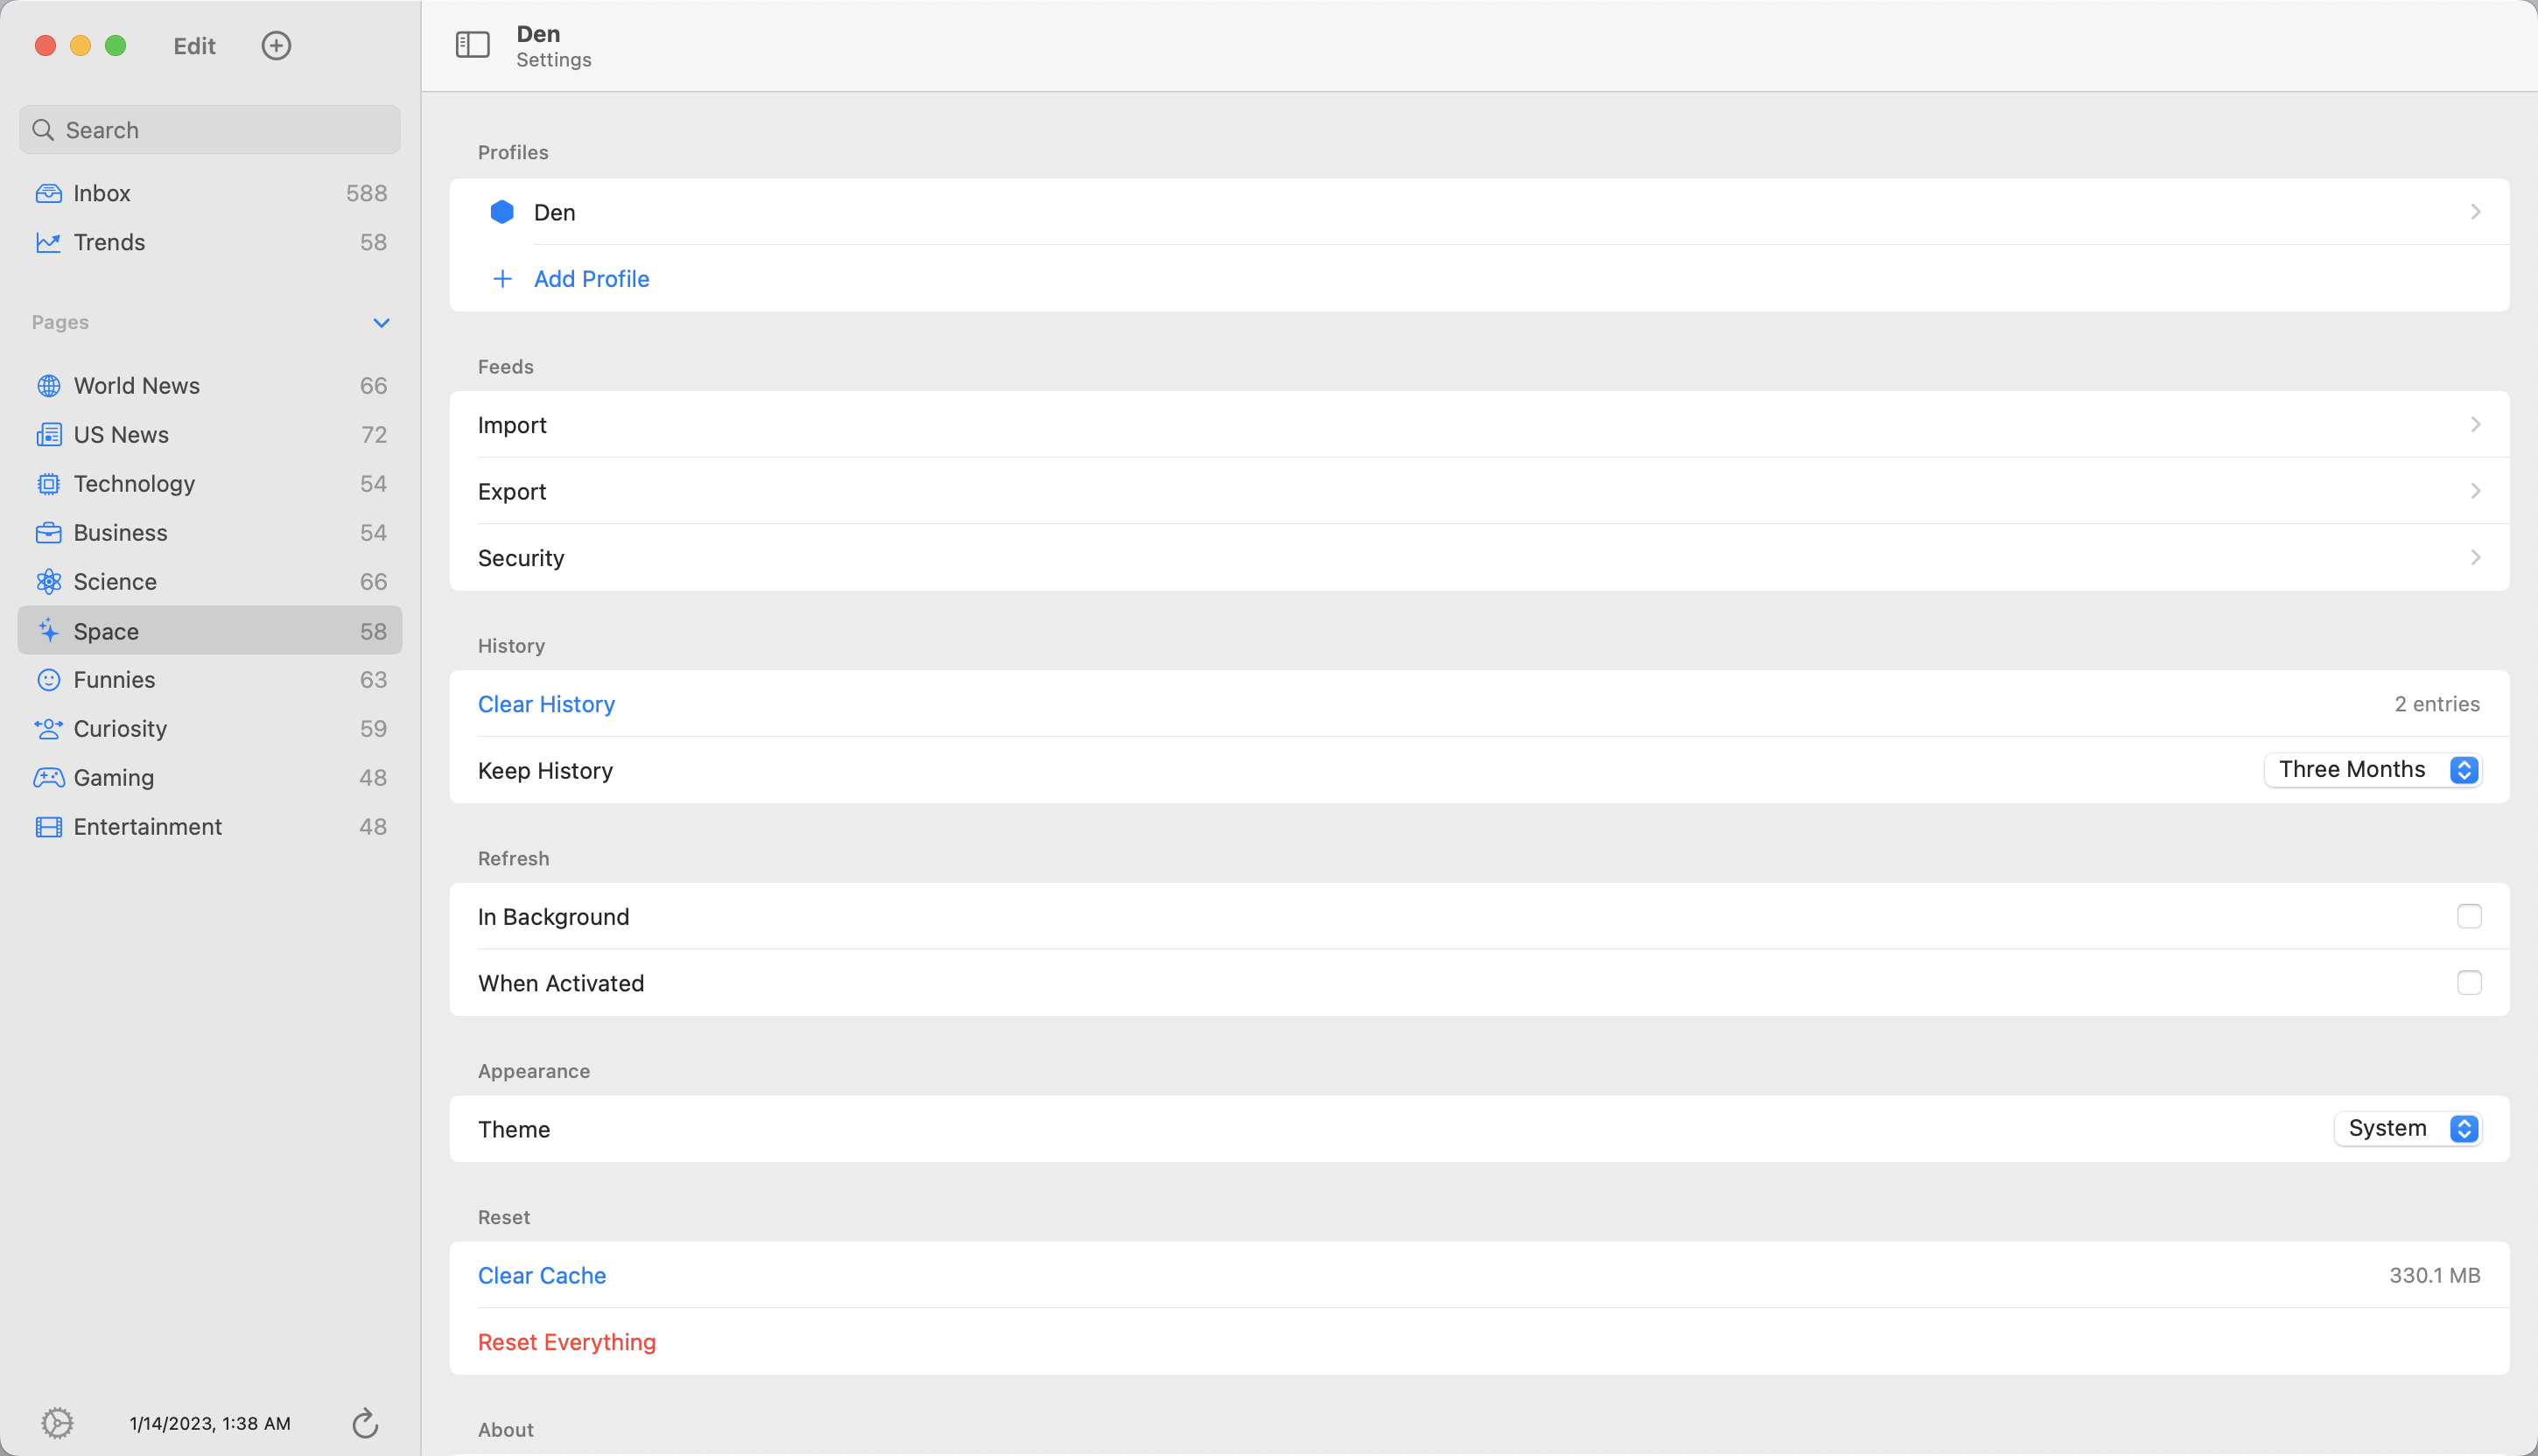 Edit
Search
Inbox 588
Trends 58
Pages
World News 66
US News 72
Technology 54
Business 54
Science 66
Space 58
Funnies 63
Curiosity 59
Gaming 48
Entertainment 48
1/14/2023, 1:38 AM
Den
Settings
Profiles
Den
Add Profile
Feeds
Import
Export
Security
History
Clear History 2 entries
Keep History Three Months
Refresh
In Background
When Activated
Appearance
Theme System
Reset
Clear Cache 330.1 MB
Reset Everything
About